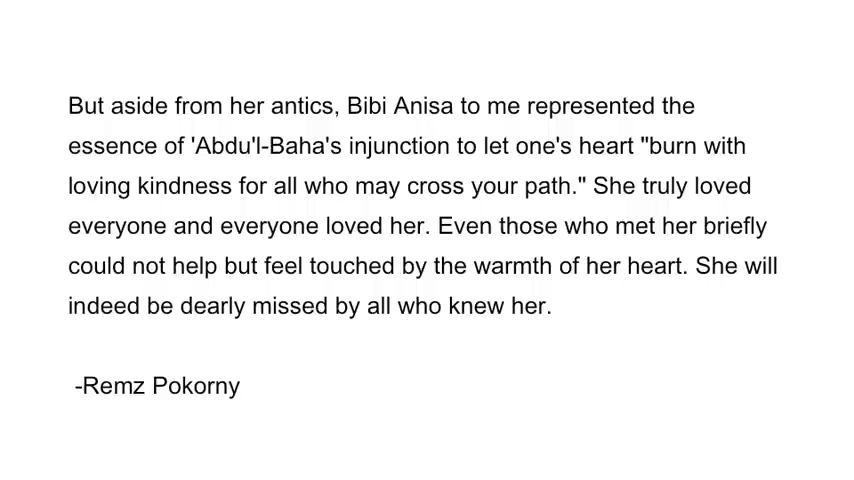 But aside from her antics, Bibi Anisa to me represented the
essence of 'Abdu'l-Baha's injunction to let one's heart "burn with
loving kindness for all who may cross your path." She truly loved
everyone and everyone loved her. Even those who met her briefly
could not help but feel touched by the warmth of her heart. She will
indeed be dearly missed by all who knew her.
-Remz Pokorny